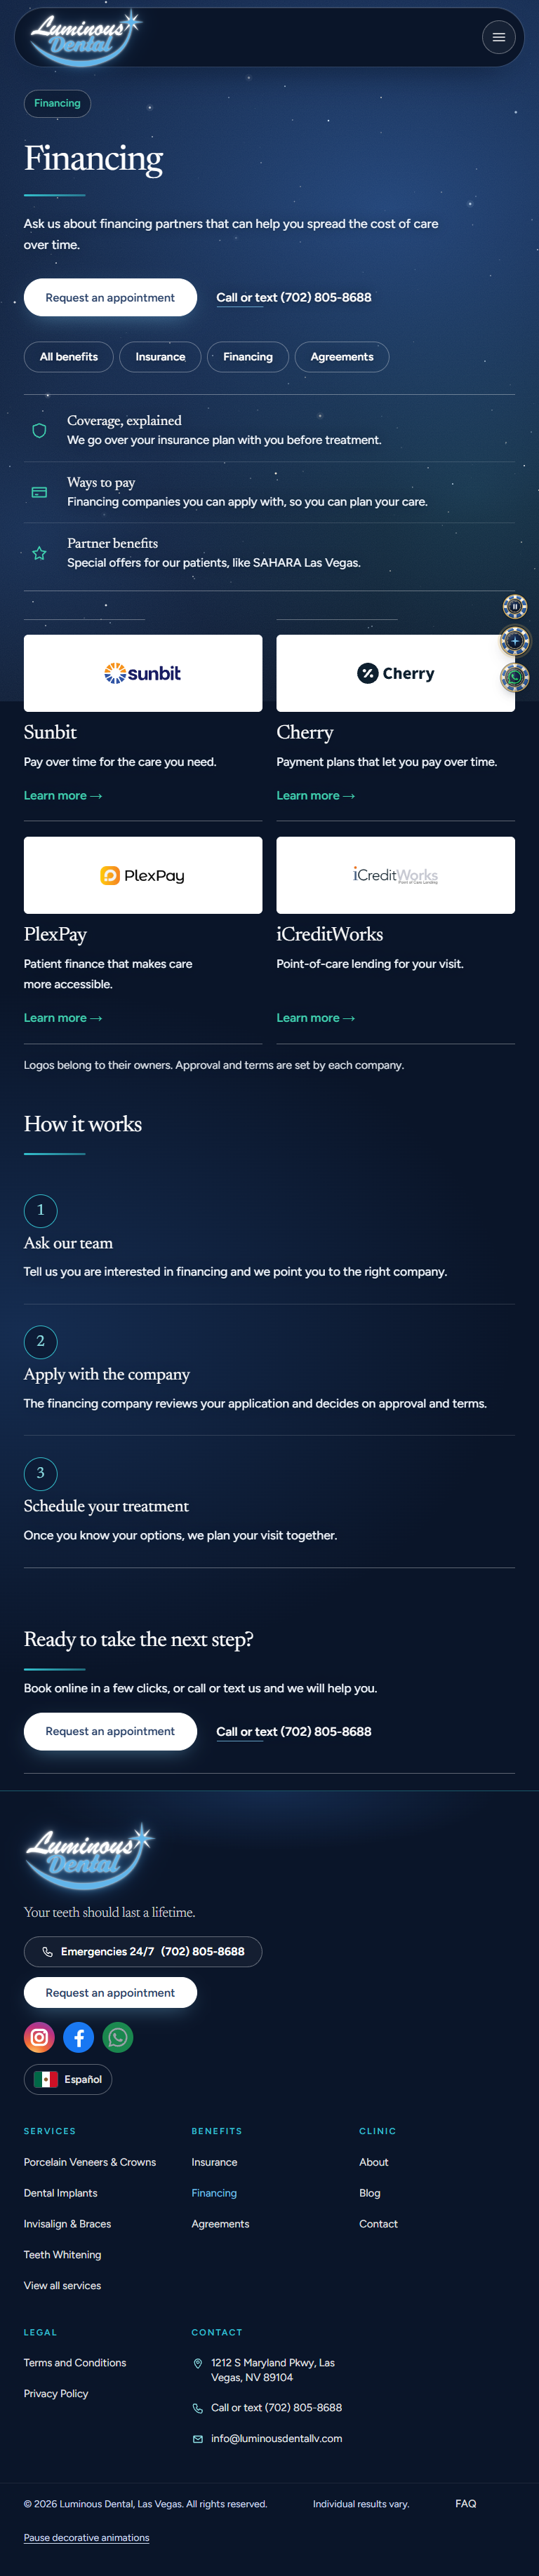 Luminous
Dental
Financing
Financing
Ask us about financing partners that can help you spread the cost of care
over time.
Request an appointment
Call or text (702) 805-8688
All benefits
Insurance
Financing
Agreements
Coverage, explained
We go over your insurance plan with you before treatment.
Ways to pay
Financing companies you can apply with, so you can plan your care.
Partner benefits
Special offers for our patients, like SAHARA Las Vegas.
sunbit
Cherry
Sunbit
Cherry
Pay over time for the care you need.
Payment plans that let you pay over time.
Learn more →
Learn more →
PlexPay
iCreditWorks
Point of Care Lending
PlexPay
iCreditWorks
Patient finance that makes care
more accessible.
Point-of-care lending for your visit.
Learn more →
Learn more →
Logos belong to their owners. Approval and terms are set by each company.
How it works
1
Ask our team
Tell us you are interested in financing and we point you to the right company.
2
Apply with the company
The financing company reviews your application and decides on approval and terms.
3
Schedule your treatment
Once you know your options, we plan your visit together.
Ready to take the next step?
Book online in a few clicks, or call or text us and we will help you.
Request an appointment
Call or text (702) 805-8688
Luminous
Dental
Your teeth should last a lifetime.
Emergencies 24/7 (702) 805-8688
Request an appointment
Español
SERVICES
Porcelain Veneers & Crowns
Dental Implants
Invisalign & Braces
Teeth Whitening
View all services
BENEFITS
Insurance
Financing
Agreements
CLINIC
About
Blog
Contact
LEGAL
Terms and Conditions
Privacy Policy
CONTACT
1212 S Maryland Pkwy, Las
Vegas, NV 89104
Call or text (702) 805-8688
info@luminousdentallv.com
© 2026 Luminous Dental, Las Vegas. All rights reserved.
Individual results vary.
FAQ
Pause decorative animations